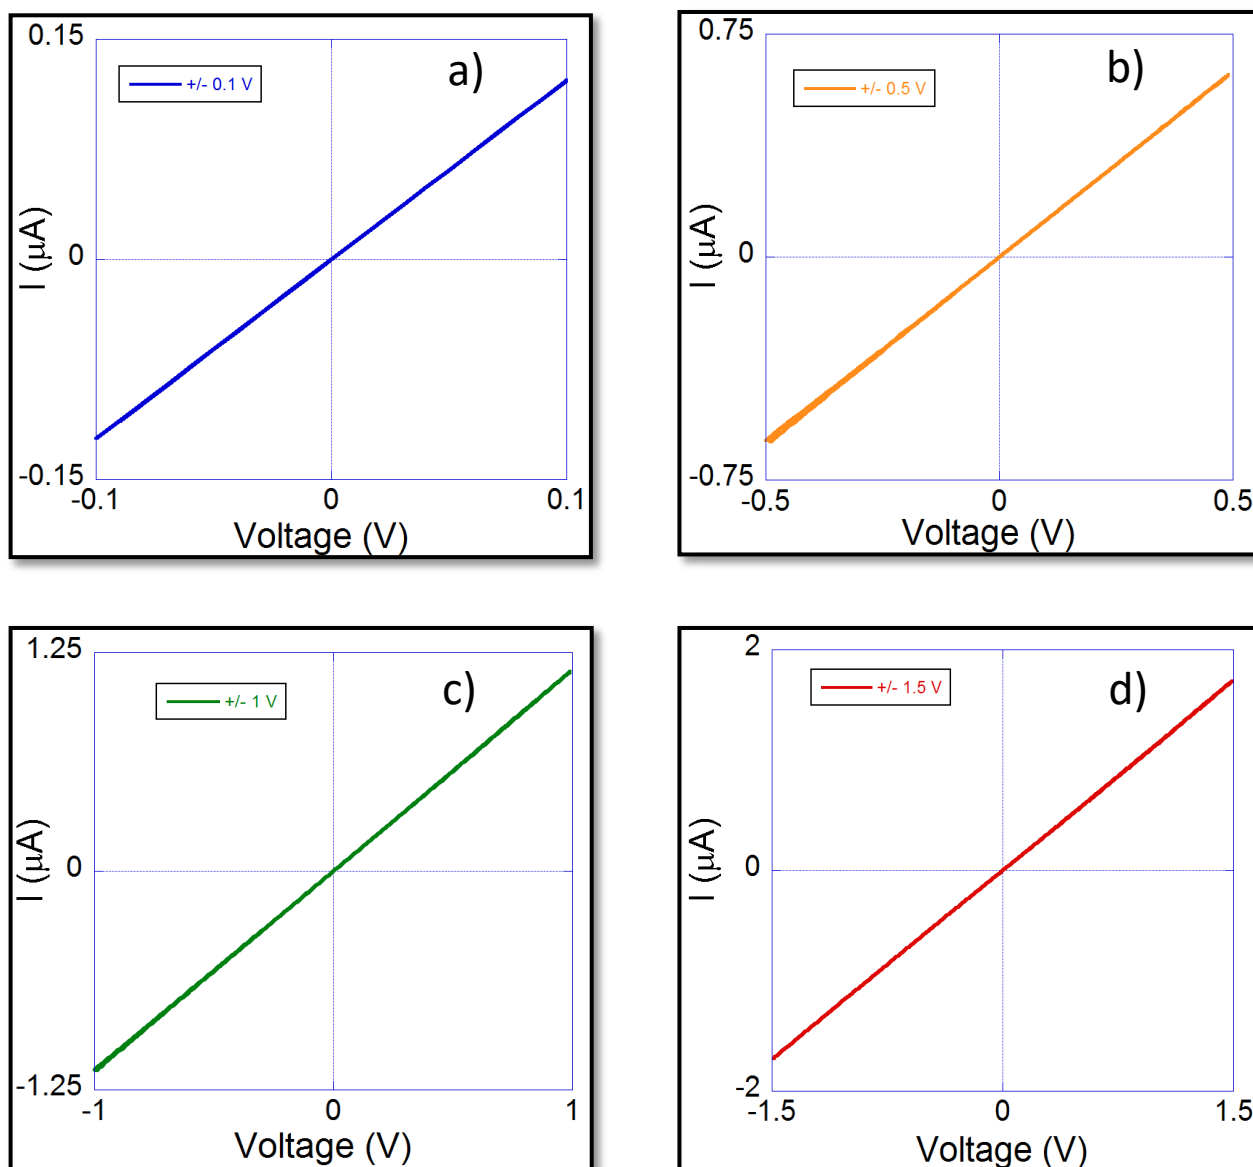 0.15
+/- 0.1 V
a)
I (μA)
0
-0.15
-0.1
0
0.1
Voltage (V)
0.75
+/- 0.5 V
b)
I (μA)
0
-0.75
-0.5
0
0.5
Voltage (V)
1.25
+/- 1 V
c)
I (μA)
0
-1.25
-1
0
1
Voltage (V)
2
+/- 1.5 V
d)
I (μA)
0
-2
-1.5
0
1.5
Voltage (V)